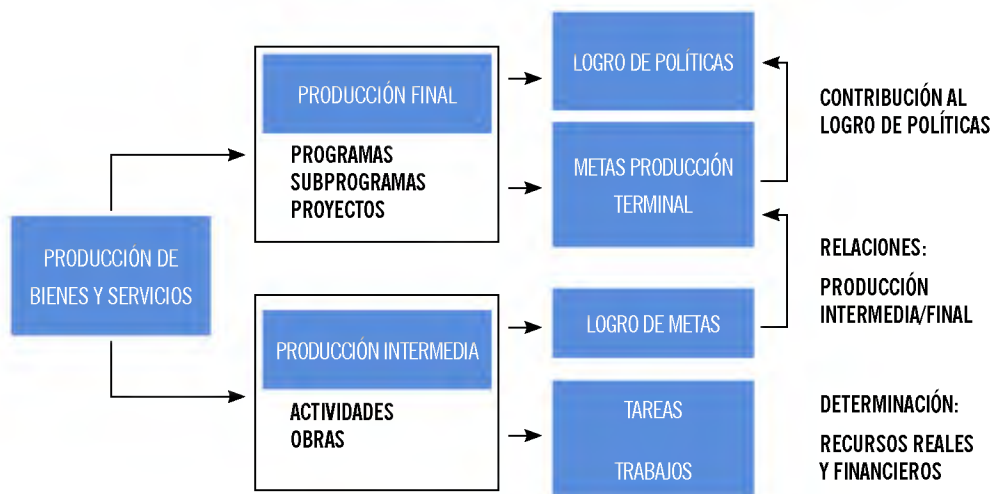 PRODUCCIÓN DE
BIENES Y SERVICIOS
PRODUCCIÓN FINAL
PROGRAMAS
SUBPROGRAMAS
PROYECTOS
PRODUCCIÓN INTERMEDIA
ACTIVIDADES
OBRAS
LOGRO DE POLÍTICAS
METAS PRODUCCIÓN
TERMINAL
LOGRO DE METAS
TAREAS
TRABAJOS
CONTRIBUCIÓN AL
LOGRO DE POLÍTICAS
RELACIONES:
PRODUCCIÓN
INTERMEDIA/FINAL
DETERMINACIÓN:
RECURSOS REALES
Y FINANCIEROS